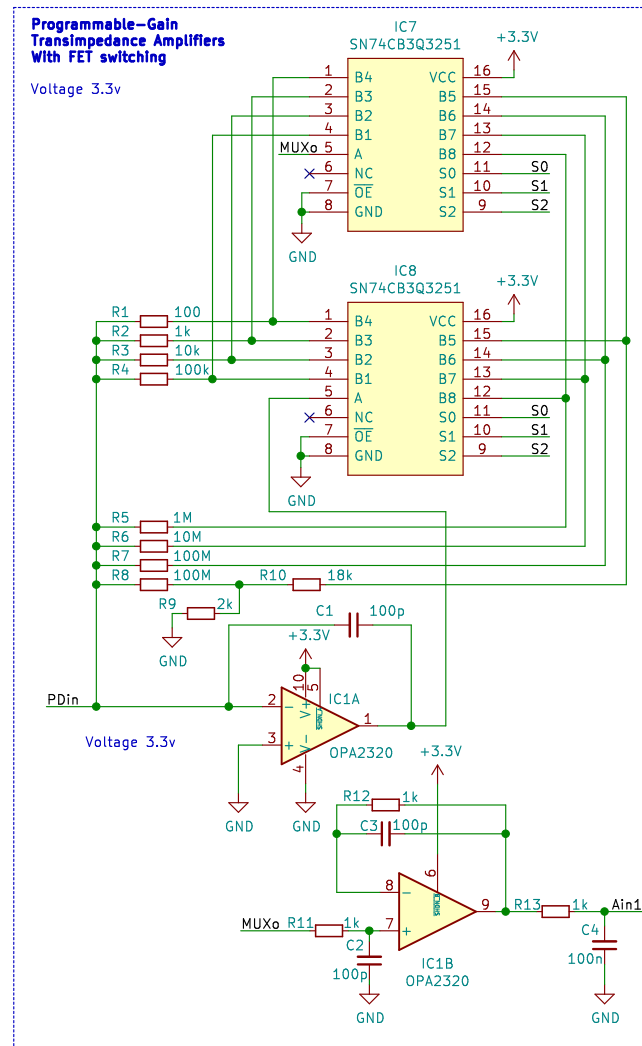 Programmable-Gain
Transimpedance Amplifiers
With FET switching
Voltage 3.3v
IC7
SN74CB3Q3251
+3.3V
1 B4 VCC 16
2 B3 B5 15
3 B2 B6 14
4 B1 B7 13
MUXo 5 A B8 12
6 NC S0 11 S0
7 OE S1 10 S1
8 GND S2 9 S2
GND
IC8
SN74CB3Q3251
+3.3V
R1 100 1 B4 VCC 16
R2 1k 2 B3 B5 15
R3 10k 3 B2 B6 14
R4 100k 4 B1 B7 13
5 A B8 12
6 NC S0 11 S0
7 OE S1 10 S1
8 GND S2 9 S2
GND
R5 1M
R6 10M
R7 100M
R8 100M R10 18k
R9 2k
GND
C1 100p
+3.3V
PDin 2 - 10 V+ 5 IC1A 1
3 + V- 4 OPA2320
Voltage 3.3v
GND GND
+3.3V
R12 1k
C3 100p
6
8 -
9 R13 1k Ain1
MUXo R11 1k 7 +
C2
100p
IC1B
OPA2320
C4
100n
GND GND